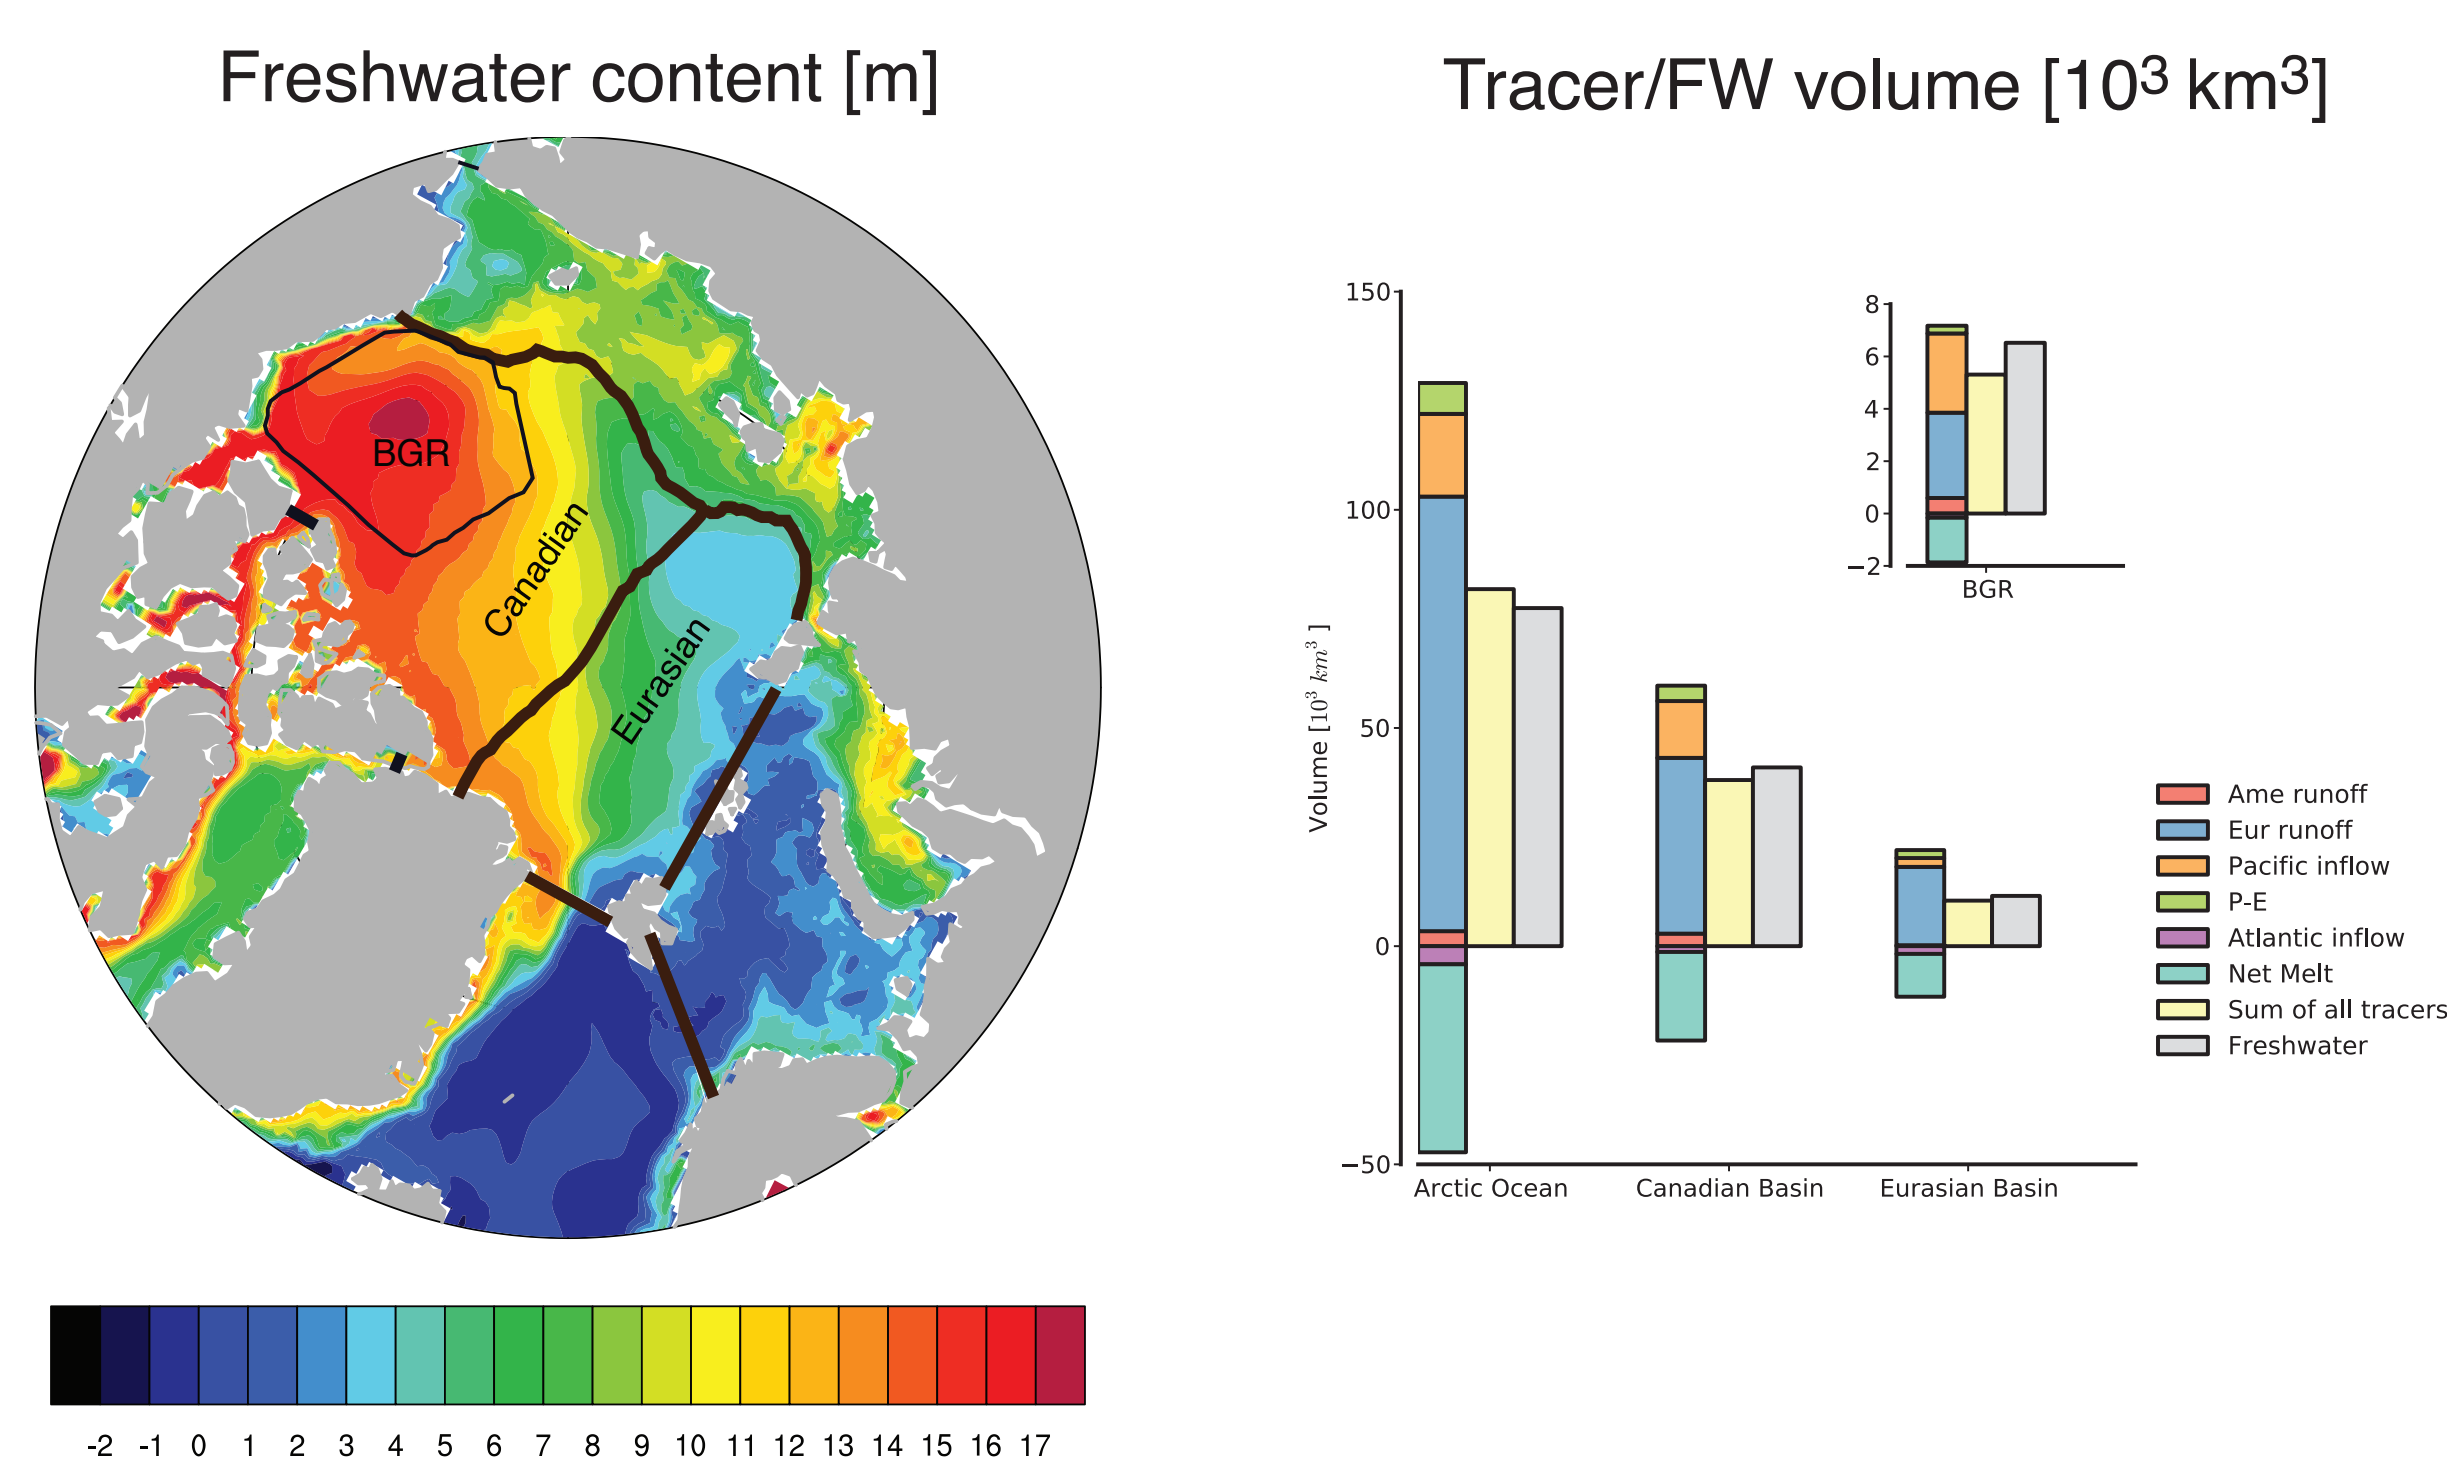 Freshwater content [m]
BGR
Canadian
Eurasian
-2 -1 0 1 2 3 4 5 6 7 8 9 10 11 12 13 14 15 16 17
Tracer/FW volume [10³ km³]
Volume [10³ km³]
150
100
50
0
−50
Arctic Ocean Canadian Basin Eurasian Basin
8
6
4
2
0
−2
BGR
Ame runoff
Eur runoff
Pacific inflow
P-E
Atlantic inflow
Net Melt
Sum of all tracers
Freshwater